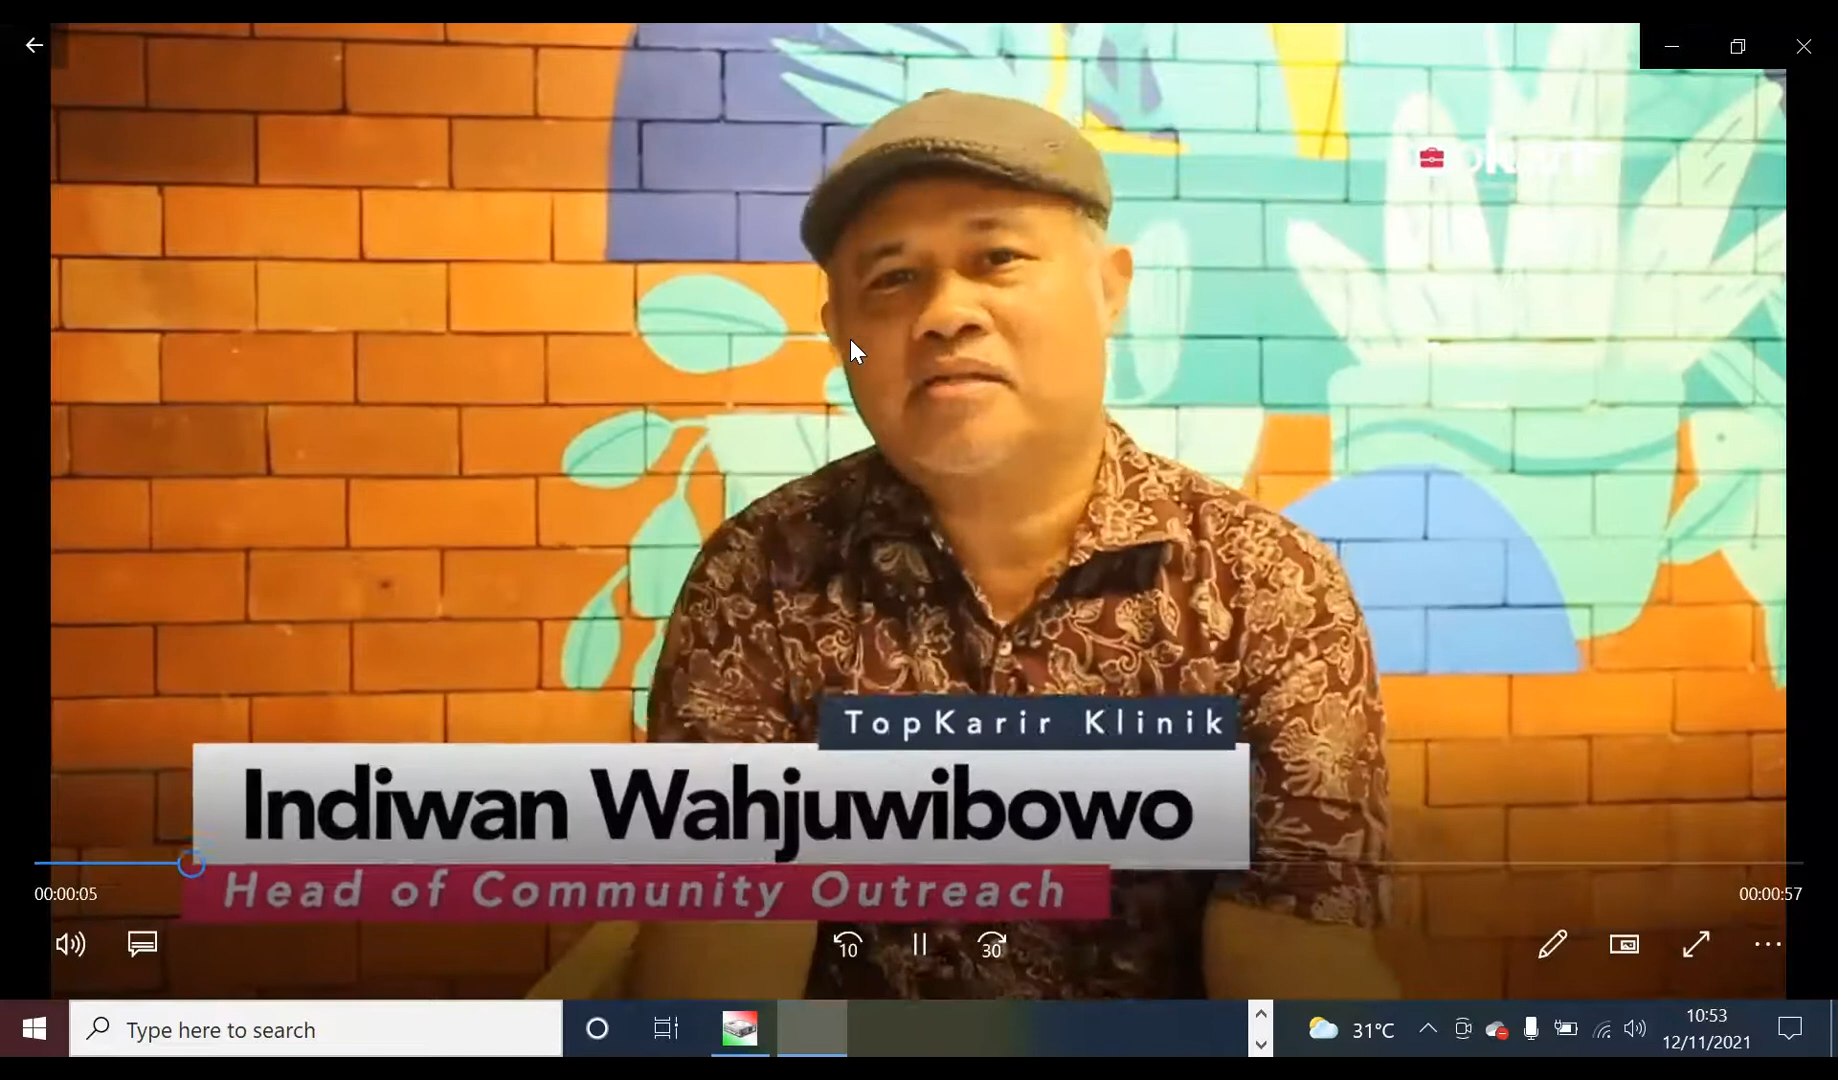 TopKarir Klinik
Indiwan Wahjuwibowo
Head of Community Outreach
00:00:05
00:00:57
10
30
Type here to search
31°C
10:53
12/11/2021